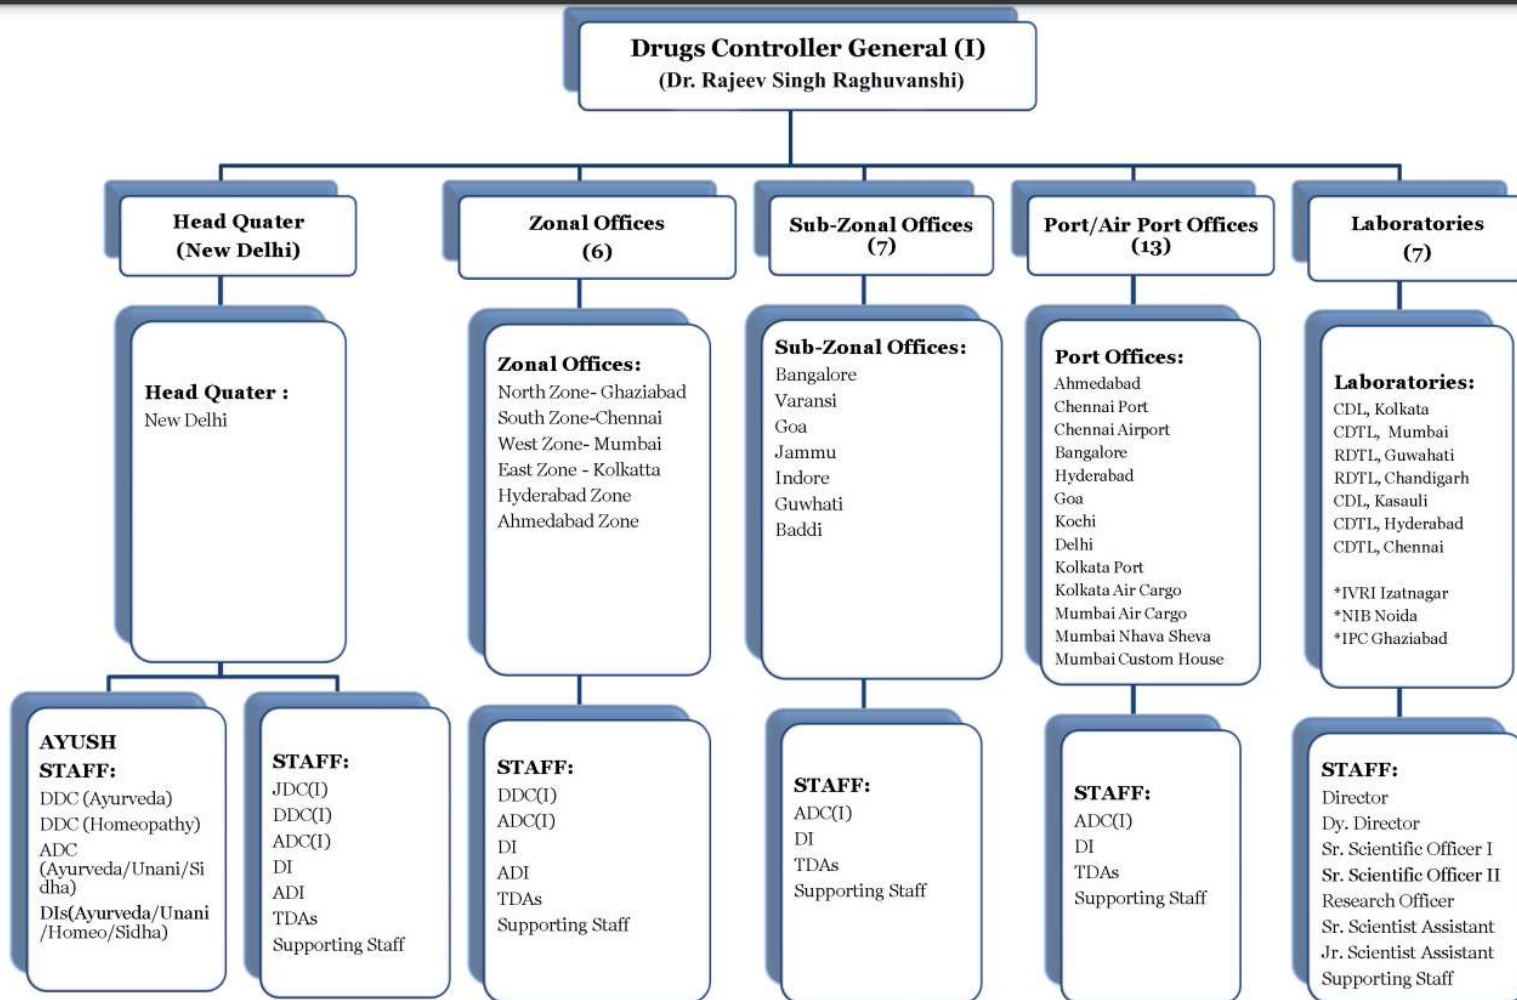 Drugs Controller General (I)
(Dr. Rajeev Singh Raghuvanshi)
Head Quater
(New Delhi)
Zonal Offices
(6)
Sub-Zonal Offices
(7)
Port/Air Port Offices
(13)
Laboratories
(7)
Head Quater :
New Delhi
Zonal Offices:
North Zone- Ghaziabad
South Zone-Chennai
West Zone- Mumbai
East Zone - Kolkatta
Hyderabad Zone
Ahmedabad Zone
Sub-Zonal Offices:
Bangalore
Varansi
Goa
Jammu
Indore
Guwhati
Baddi
Port Offices:
Ahmedabad
Chennai Port
Chennai Airport
Bangalore
Hyderabad
Goa
Kochi
Delhi
Kolkata Port
Kolkata Air Cargo
Mumbai Air Cargo
Mumbai Nhava Sheva
Mumbai Custom House
Laboratories:
CDL, Kolkata
CDTL, Mumbai
RDTL, Guwahati
RDTL, Chandigarh
CDL, Kasauli
CDTL, Hyderabad
CDTL, Chennai
*IVRI Izatnagar
*NIB Noida
*IPC Ghaziabad
AYUSH
STAFF:
DDC (Ayurveda)
DDC (Homeopathy)
ADC
(Ayurveda/Unani/Si
dha)
DIs(Ayurveda/Unani
/Homeo/Sidha)
STAFF:
JDC(I)
DDC(I)
ADC(I)
DI
ADI
TDAs
Supporting Staff
STAFF:
DDC(I)
ADC(I)
DI
ADI
TDAs
Supporting Staff
STAFF:
ADC(I)
DI
TDAs
Supporting Staff
STAFF:
ADC(I)
DI
TDAs
Supporting Staff
STAFF:
Director
Dy. Director
Sr. Scientific Officer I
Sr. Scientific Officer II
Research Officer
Sr. Scientist Assistant
Jr. Scientist Assistant
Supporting Staff